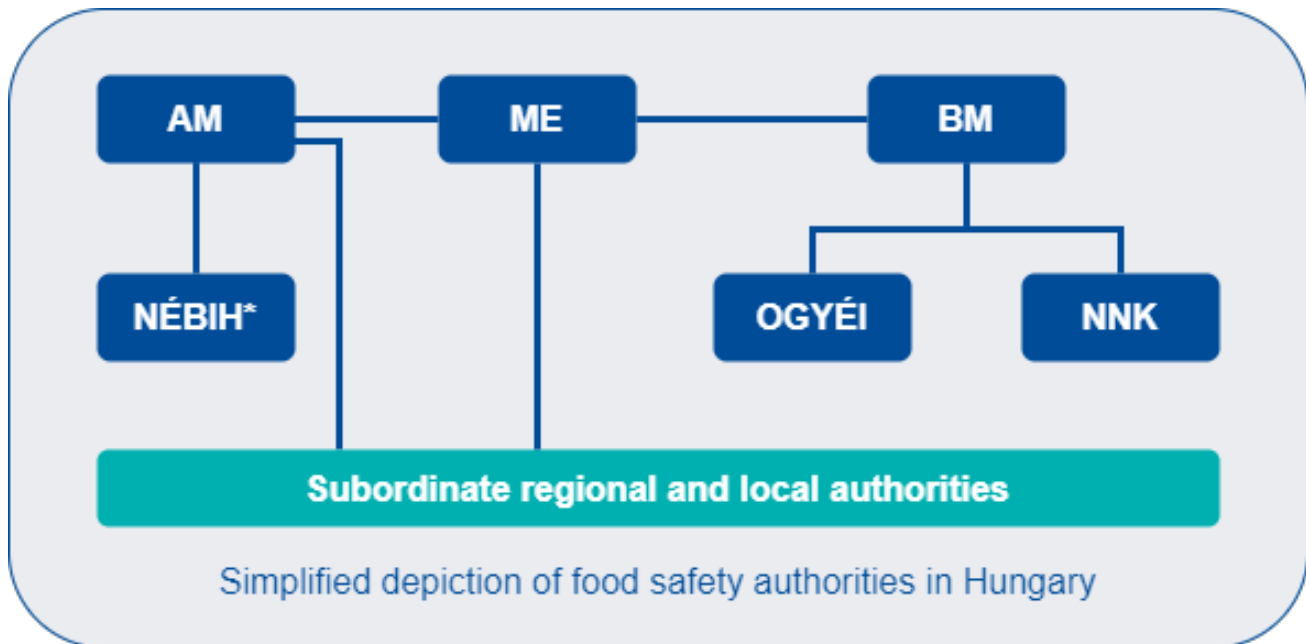 AM
ME
BM
NÉBIH*
OGYÉI
NNK
Subordinate regional and local authorities
Simplified depiction of food safety authorities in Hungary